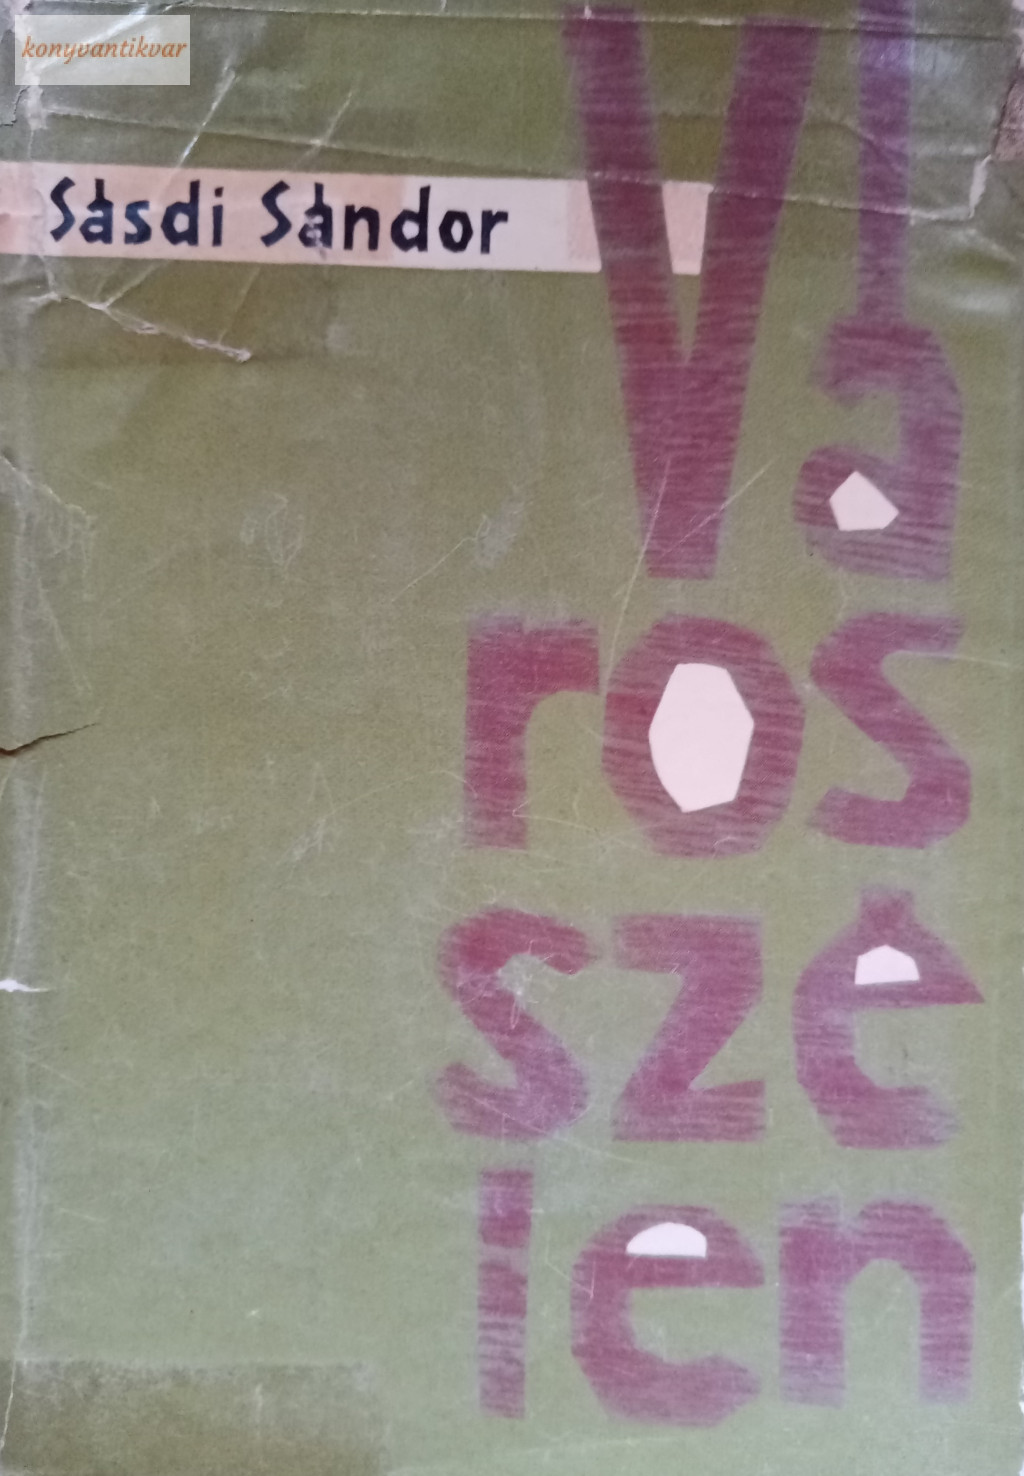 konyvantikvar
Sásdi Sándor
Vá
ros
szé
len